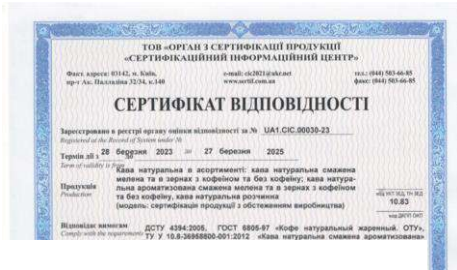 ТОВ «ОРГАН З СЕРТИФІКАЦІЇ ПРОДУКЦІЇ
«СЕРТИФІКАЦІЙНИЙ ІНФОРМАЦІЙНИЙ ЦЕНТР»
Факт. адреса: 03142, м. Київ, e-mail: cic2021@ukr.net тел.: (044) 503-66-85
пр-т Ак. Палладіна 32/34, к.140 www.sertif.com.ua факс: (044) 503-66-85
СЕРТИФІКАТ ВІДПОВІДНОСТІ
Зареєстровано в реєстрі органу оцінки відповідності за № UA1.CIC.00030-23
Registered at the Record of System under №
Термін дії з 28 березня 2023 до 27 березня 2025
Term of validity is from
Кава натуральна в асортименті: кава натуральна смажена
мелена та в зернах з кофеїном та без кофеїну; кава натура-
Продукція льна ароматизована смажена мелена та в зернах з кофеїном
Production та без кофеїну, кава натуральна розчинна
(модель: сертифікація продукції з обстеженням виробництва)
10.83
Відповідає вимогам ДСТУ 4394:2005, ГОСТ 6805-97 «Кофе натуральный жаренный. ОТУ»,
Comply with the requirements ТУ У 10.8-36958800-001:2012 «Кава натуральна смажена ароматизована»